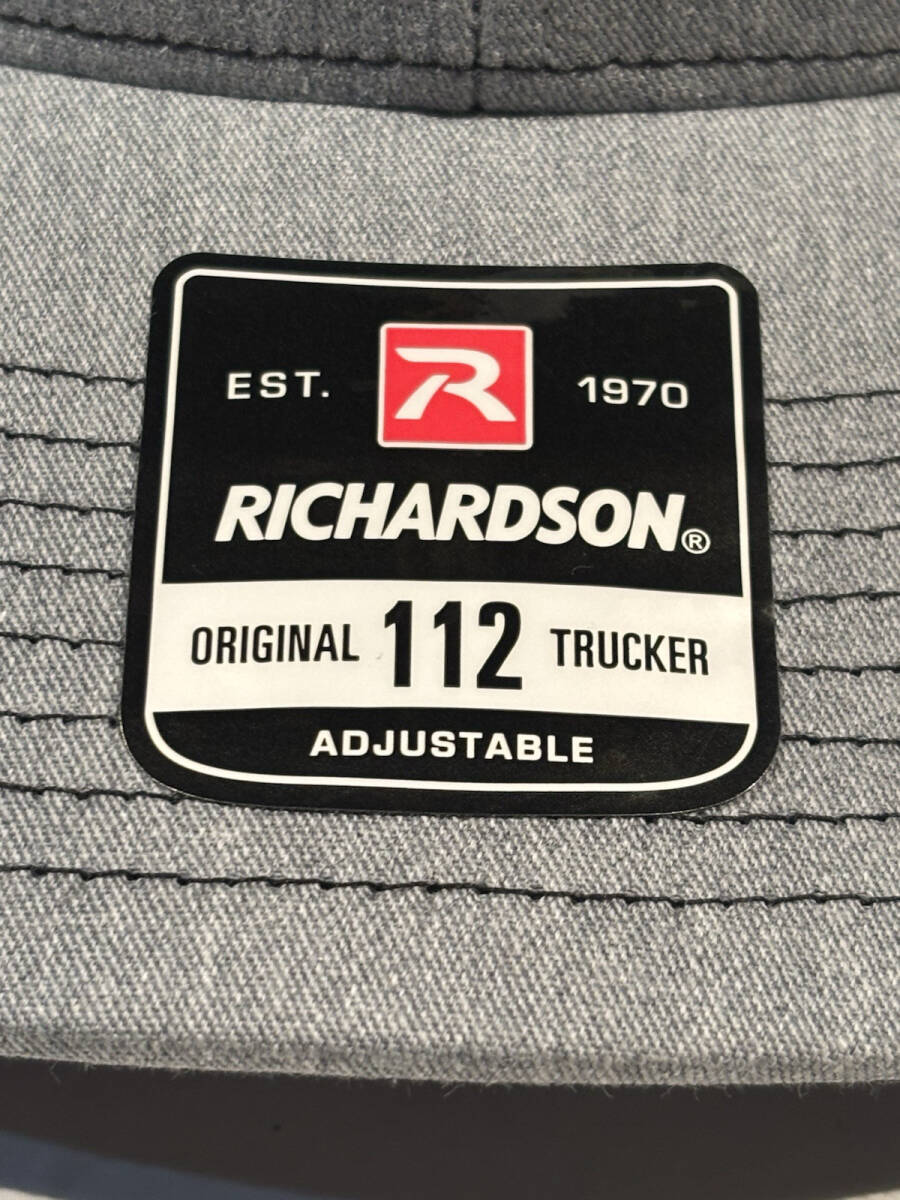 EST. R 1970
RICHARDSON®
ORIGINAL 112 TRUCKER
ADJUSTABLE